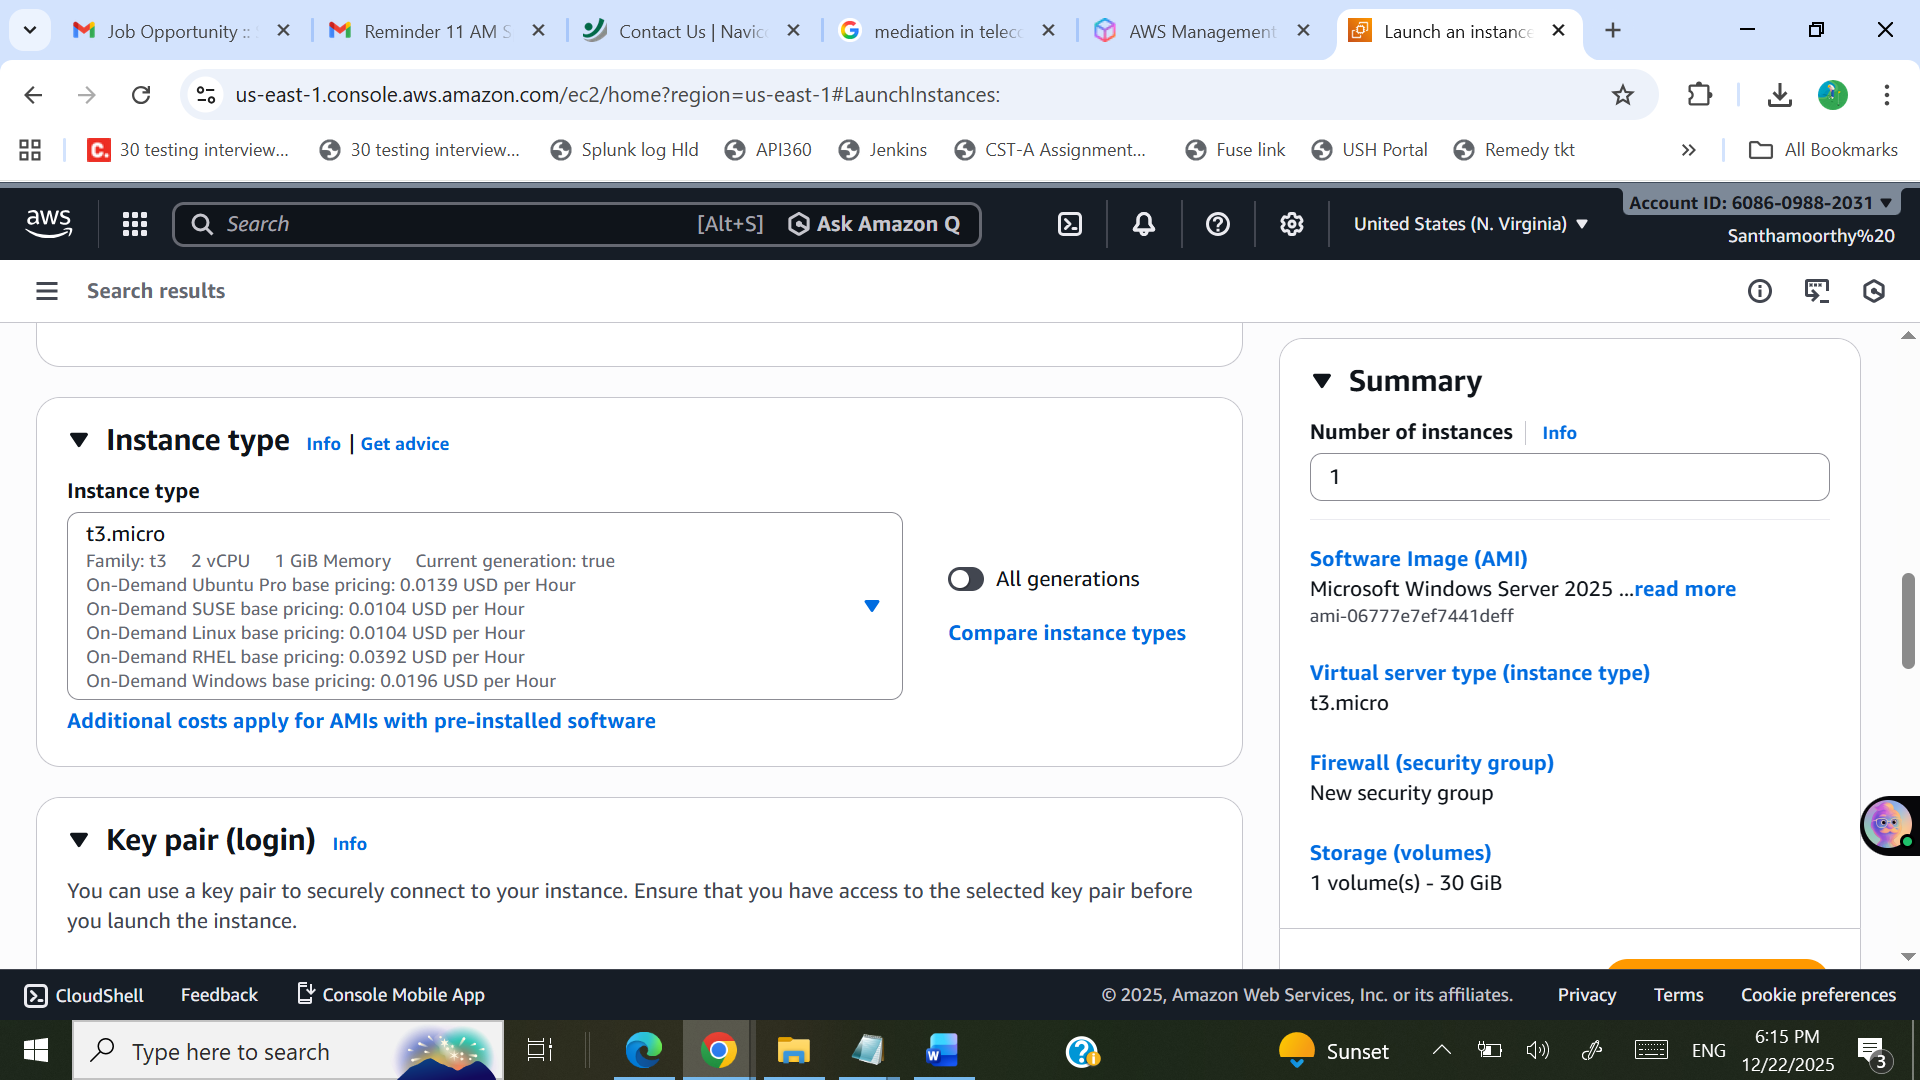 Job Opportunity ::
Reminder 11 AM S
Contact Us | Navic
mediation in teleco
AWS Management
Launch an instance
us-east-1.console.aws.amazon.com/ec2/home?region=us-east-1#LaunchInstances:
30 testing interview...
30 testing interview...
Splunk log Hld
API360
Jenkins
CST-A Assignment...
Fuse link
USH Portal
Remedy tkt
»
All Bookmarks
aws
Search
[Alt+S]
Ask Amazon Q
United States (N. Virginia)
Account ID: 6086-0988-2031
Santhamoorthy%20
Search results
Instance type
Info | Get advice
Instance type
t3.micro
Family: t3 2 vCPU 1 GiB Memory Current generation: true
On-Demand Ubuntu Pro base pricing: 0.0139 USD per Hour
On-Demand SUSE base pricing: 0.0104 USD per Hour
On-Demand Linux base pricing: 0.0104 USD per Hour
On-Demand RHEL base pricing: 0.0392 USD per Hour
On-Demand Windows base pricing: 0.0196 USD per Hour
All generations
Compare instance types
Additional costs apply for AMIs with pre-installed software
Key pair (login)
Info
You can use a key pair to securely connect to your instance. Ensure that you have access to the selected key pair before
you launch the instance.
Summary
Number of instances
Info
1
Software Image (AMI)
Microsoft Windows Server 2025 ...read more
ami-06777e7ef7441deff
Virtual server type (instance type)
t3.micro
Firewall (security group)
New security group
Storage (volumes)
1 volume(s) - 30 GiB
CloudShell
Feedback
Console Mobile App
© 2025, Amazon Web Services, Inc. or its affiliates.
Privacy
Terms
Cookie preferences
Type here to search
Sunset
ENG
6:15 PM
12/22/2025
3